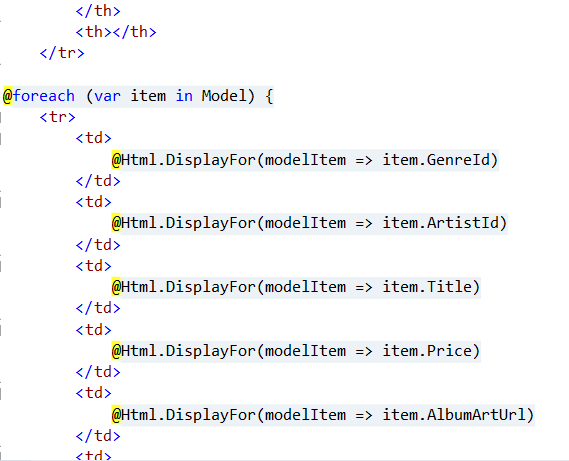 </th>
        <th></th>
    </tr>
@foreach (var item in Model) {
    <tr>
        <td>
            @Html.DisplayFor(modelItem => item.GenreId)
        </td>
        <td>
            @Html.DisplayFor(modelItem => item.ArtistId)
        </td>
        <td>
            @Html.DisplayFor(modelItem => item.Title)
        </td>
        <td>
            @Html.DisplayFor(modelItem => item.Price)
        </td>
        <td>
            @Html.DisplayFor(modelItem => item.AlbumArtUrl)
        </td>
        <td>